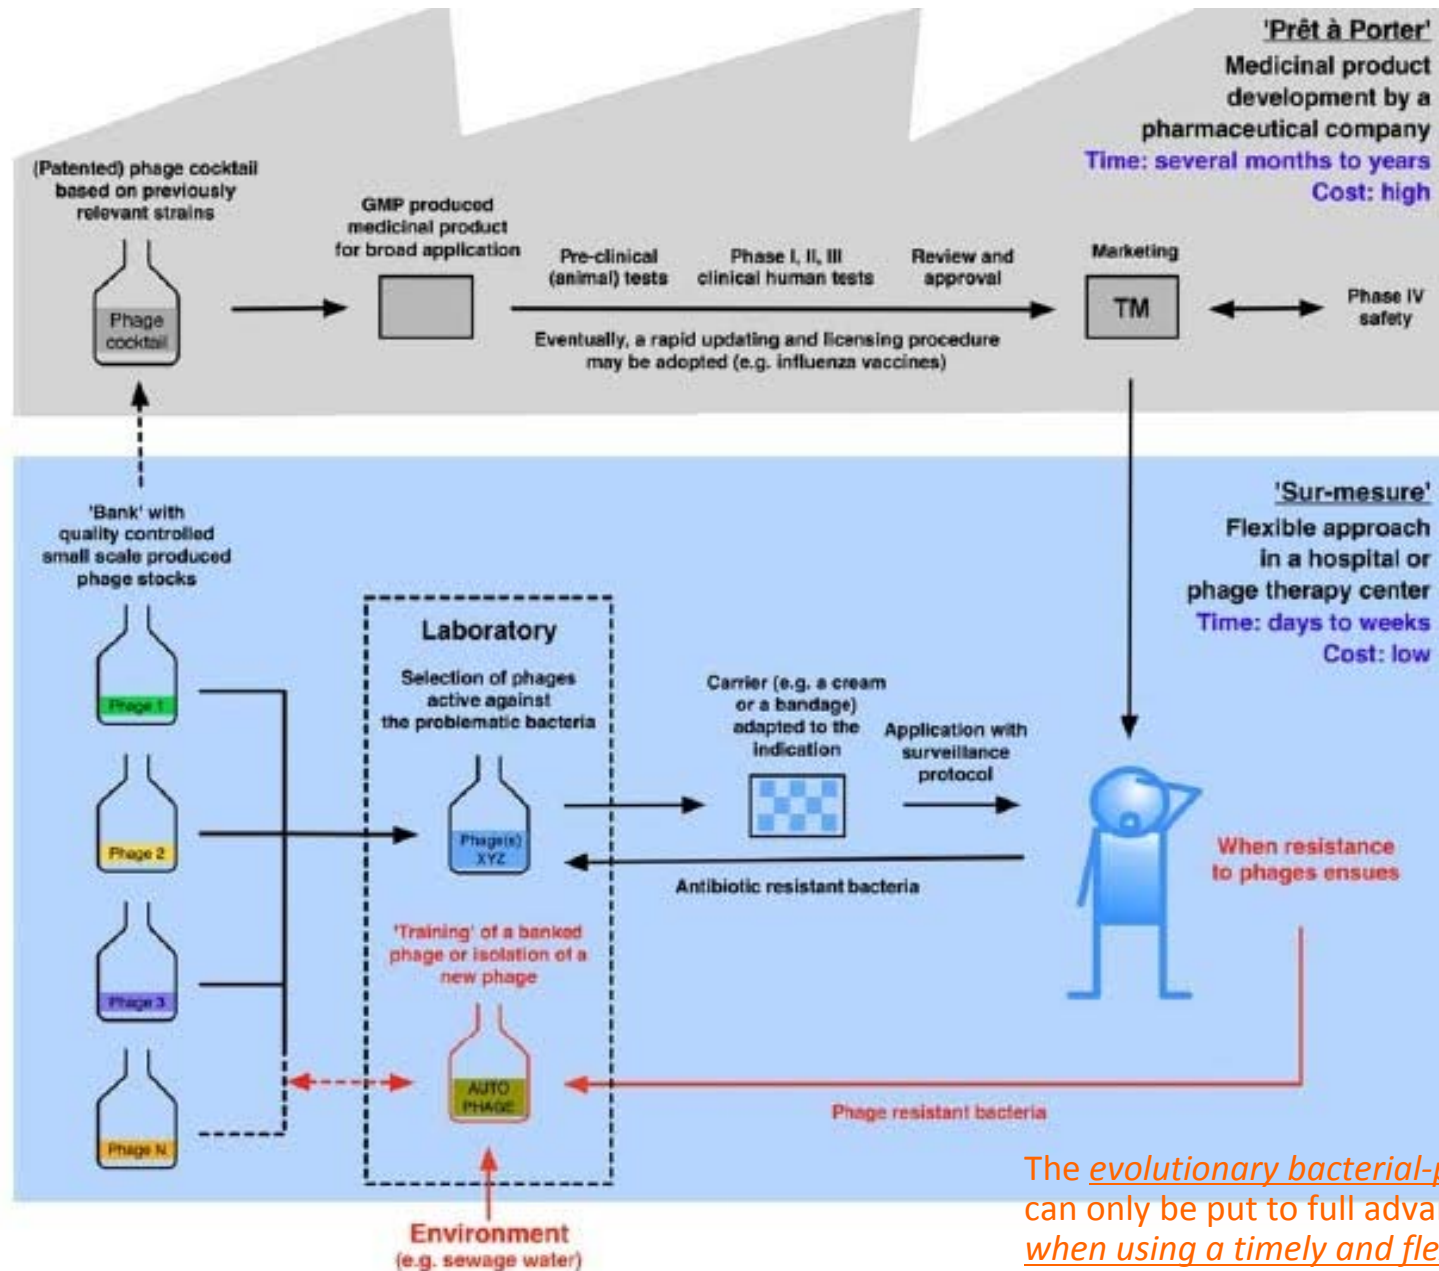 'Prêt à Porter'
Medicinal product
development by a
pharmaceutical company
Time: several months to years
Cost: high
(Patented) phage cocktail
based on previously
relevant strains
Phage
cocktail
GMP produced
medicinal product
for broad application
Pre-clinical
(animal) tests
Phase I, II, III
clinical human tests
Review and
approval
Eventually, a rapid updating and licensing procedure
may be adopted (e.g. influenza vaccines)
Marketing
TM
Phase IV
safety
'Sur-mesure'
Flexible approach
in a hospital or
phage therapy center
Time: days to weeks
Cost: low
'Bank' with
quality controlled
small scale produced
phage stocks
Phage 1
Phage 2
Phage 3
Phage N
Laboratory
Selection of phages
active against
the problematic bacteria
Phage(s)
XYZ
Carrier (e.g. a cream
or a bandage)
adapted to the
indication
Application with
surveillance
protocol
Antibiotic resistant bacteria
When resistance
to phages ensues
'Training' of a banked
phage or isolation of a
new phage
AUTO
PHAGE
Phage resistant bacteria
Environment
(e.g. sewage water)
The evolutionary bacterial-
can only be put to full
when using a timely and